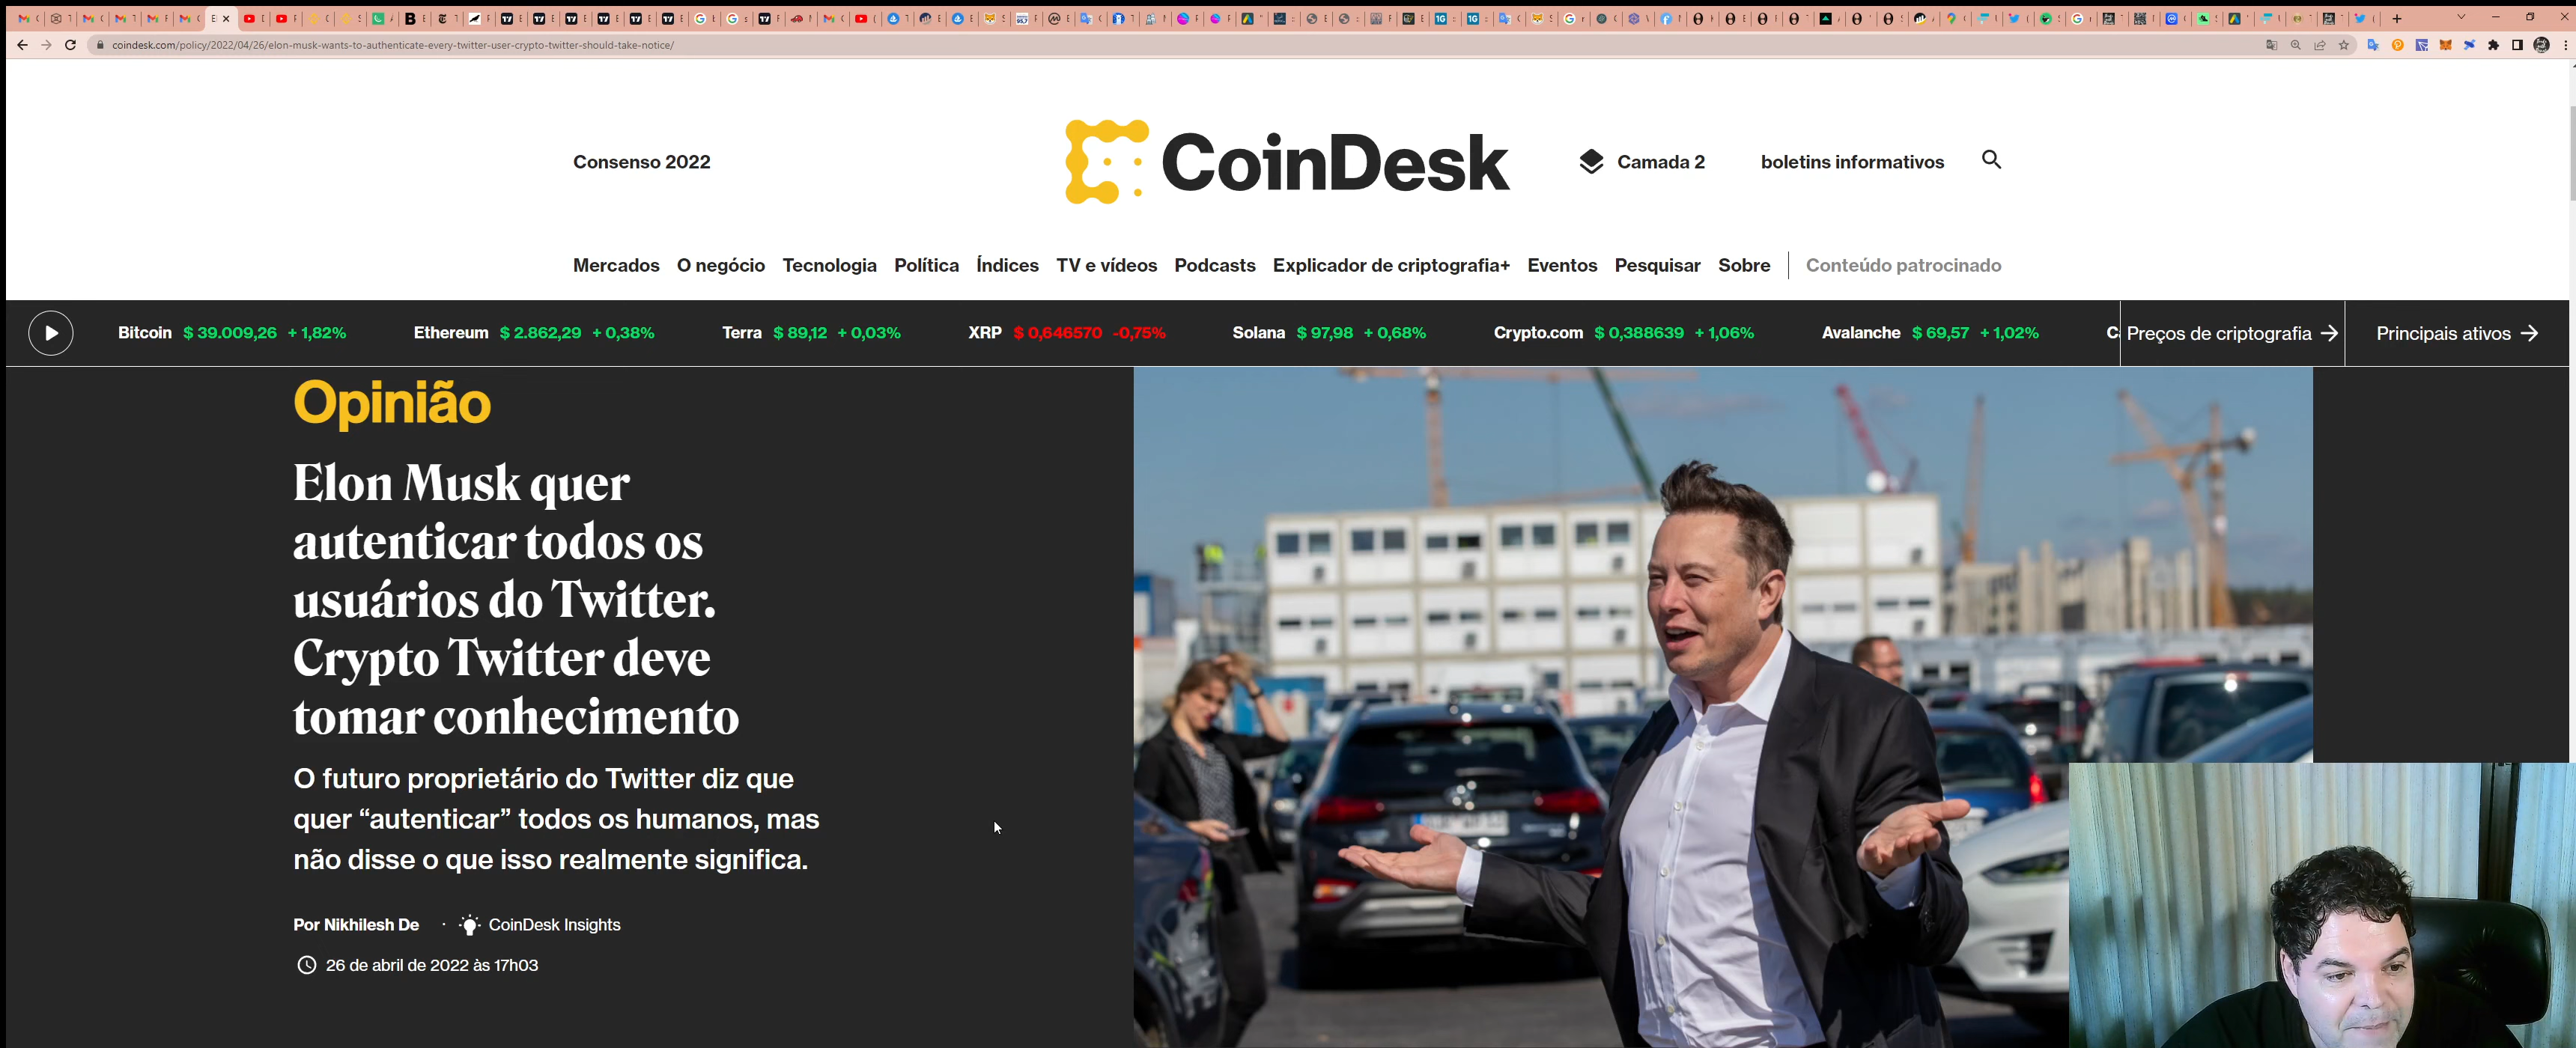 coindesk.com/policy/2022/04/26/elon-musk-wants-to-authenticate-every-twitter-user-crypto-twitter-should-take-notice/
Consenso 2022
CoinDesk
Camada 2
boletins informativos
Mercados O negócio Tecnologia Política Índices TV e vídeos Podcasts Explicador de criptografia+ Eventos Pesquisar Sobre Conteúdo patrocinado
Bitcoin $ 39.009,26 + 1,82% Ethereum $ 2.862,29 + 0,38% Terra $ 89,12 + 0,03% XRP $ 0,646570 -0,75% Solana $ 97,98 + 0,68% Crypto.com $ 0,388639 + 1,06% Avalanche $ 69,57 + 1,02% Preços de criptografia → Principais ativos →
Opinião
Elon Musk quer
autenticar todos os
usuários do Twitter.
Crypto Twitter deve
tomar conhecimento
O futuro proprietário do Twitter diz que
quer “autenticar” todos os humanos, mas
não disse o que isso realmente significa.
Por Nikhilesh De · CoinDesk Insights
26 de abril de 2022 às 17h03